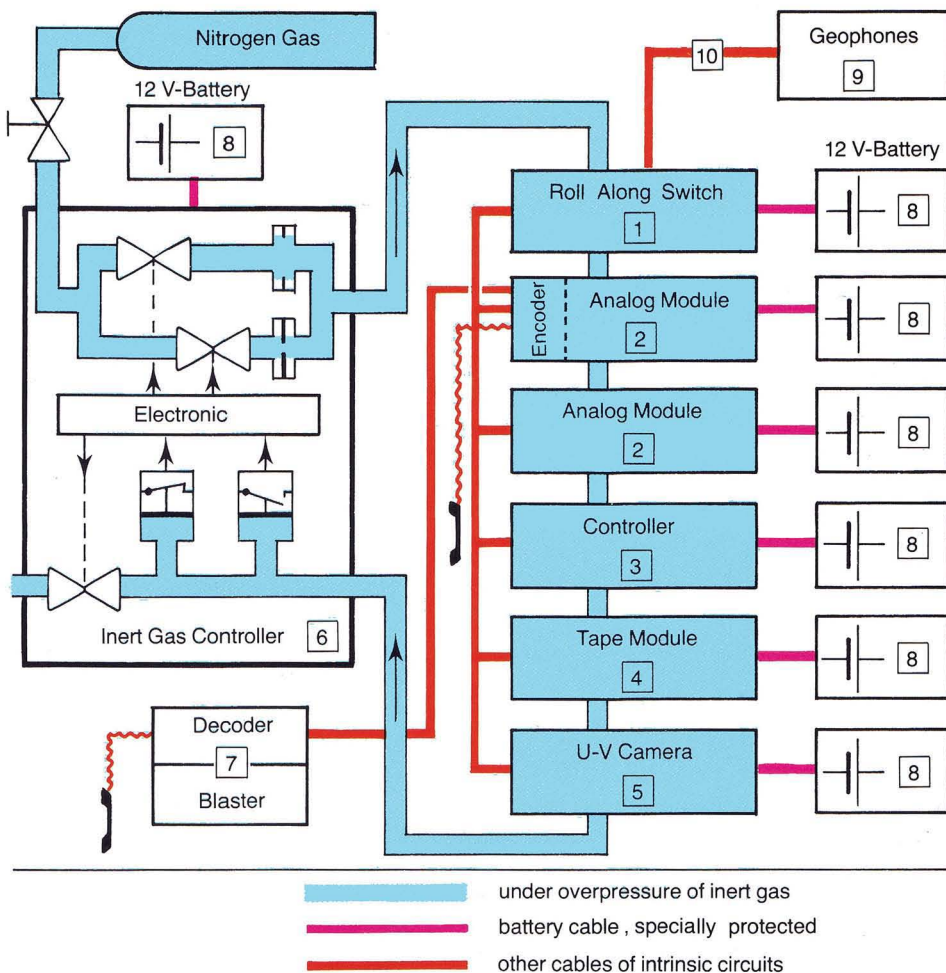 Nitrogen Gas
12 V-Battery
8
10
Geophones
9
12 V-Battery
Roll Along Switch
1
8
Encoder
Analog Module
2
8
Electronic
Analog Module
2
8
Controller
3
8
Inert Gas Controller 6
Tape Module
4
8
Decoder
7
Blaster
U-V Camera
5
8
under overpressure of inert gas
battery cable , specially protected
other cables of intrinsic circuits